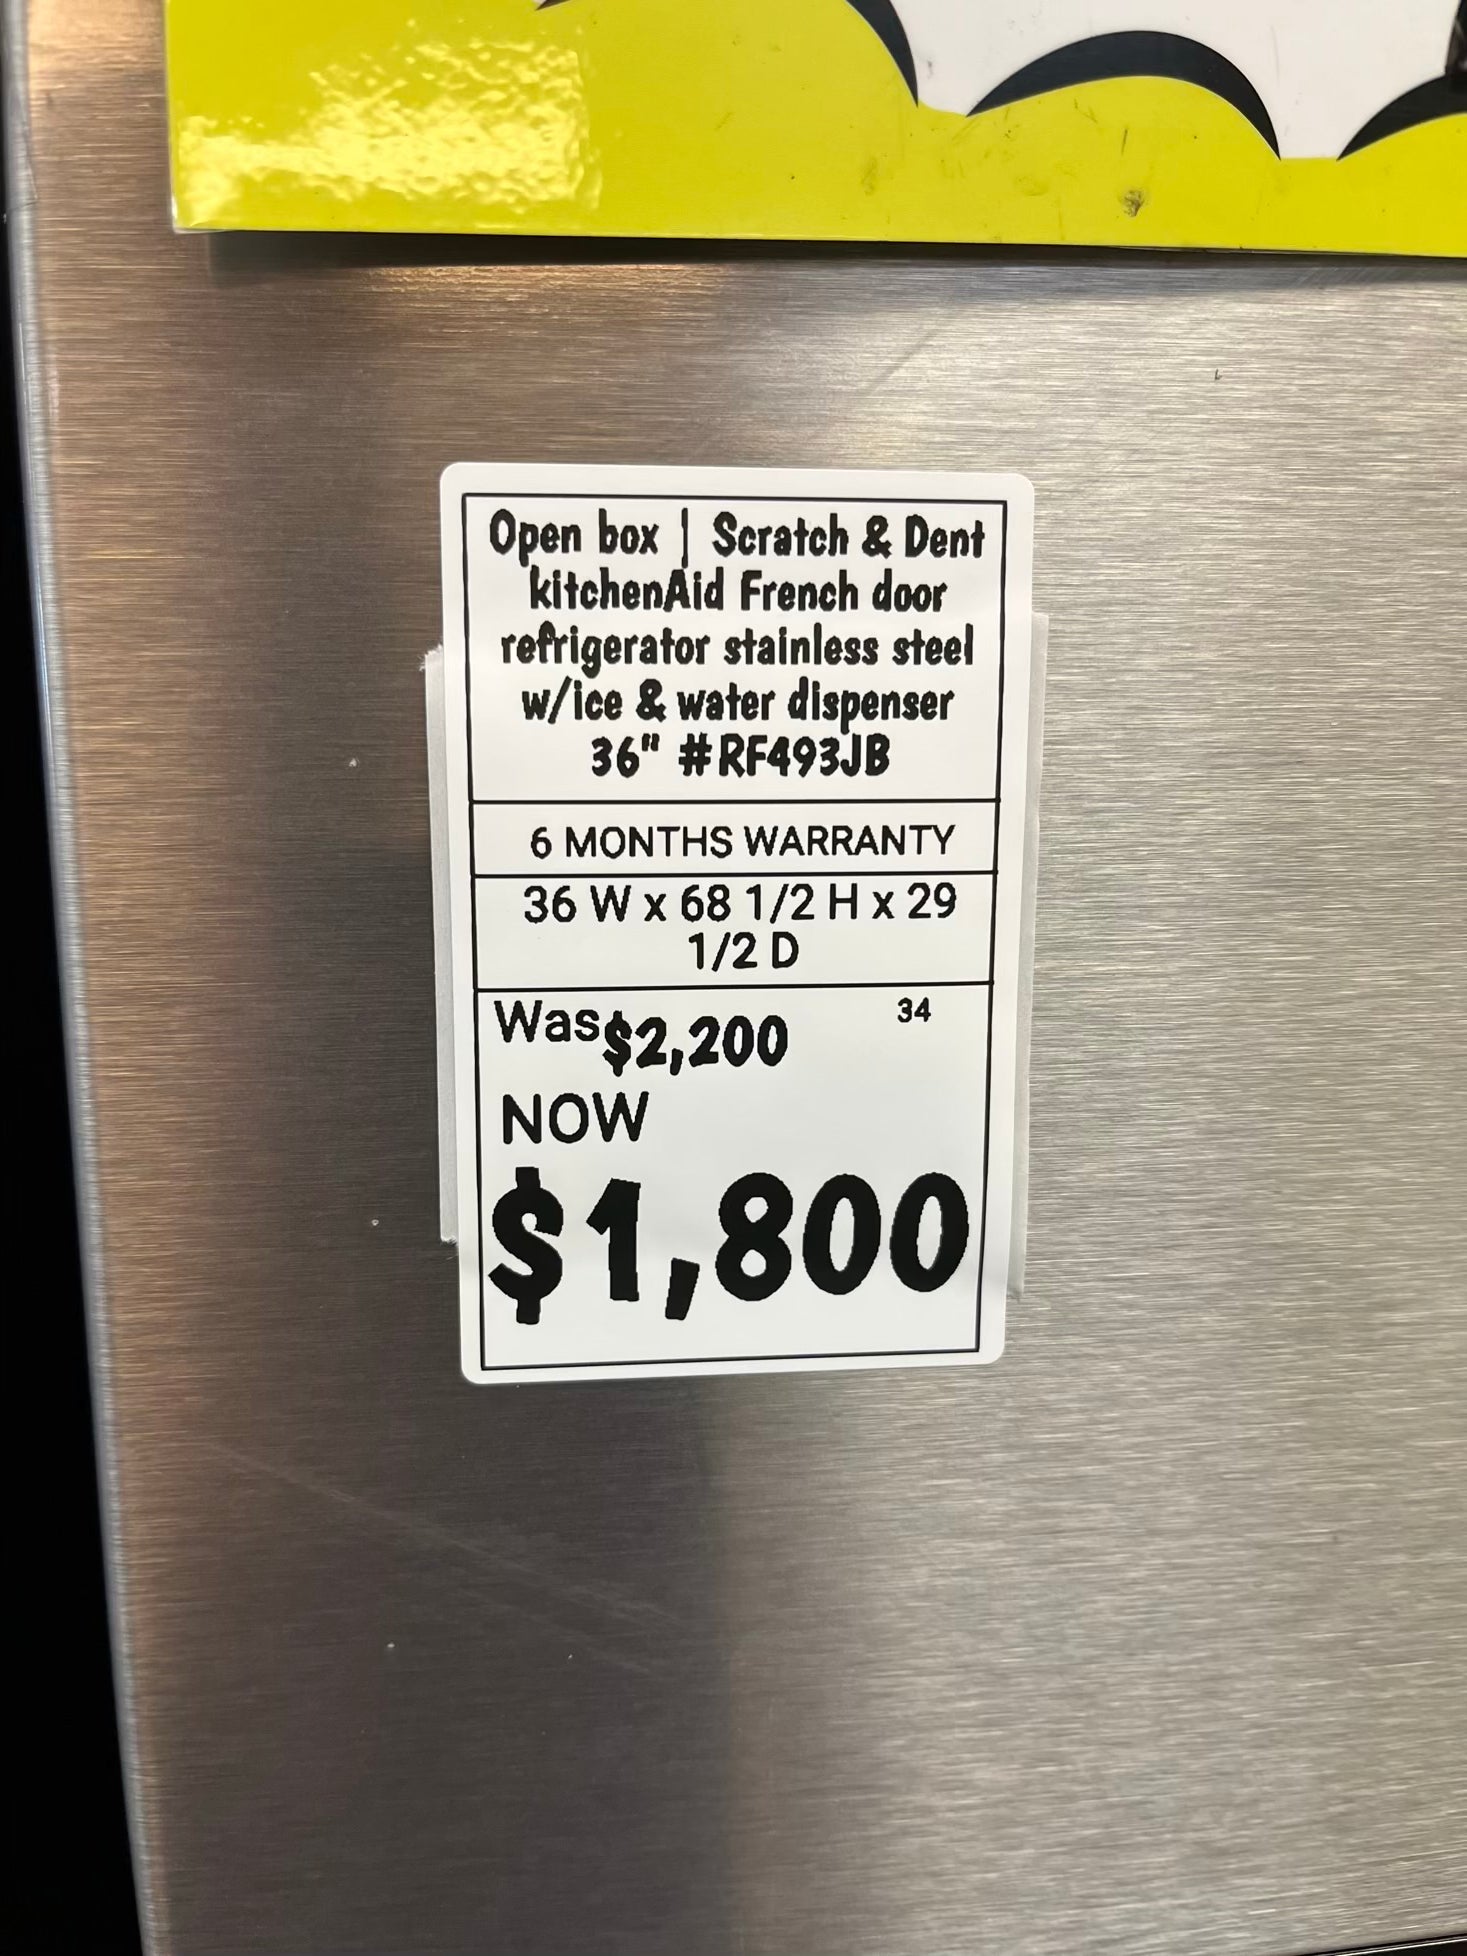 Open box | Scratch & Dent
kitchenAid French door
refrigerator stainless steel
w/ice & water dispenser
36" #RF493JB
6 MONTHS WARRANTY
36 W x 68 1/2 H x 29
1/2 D
Was $2,200 34
NOW
$1,800